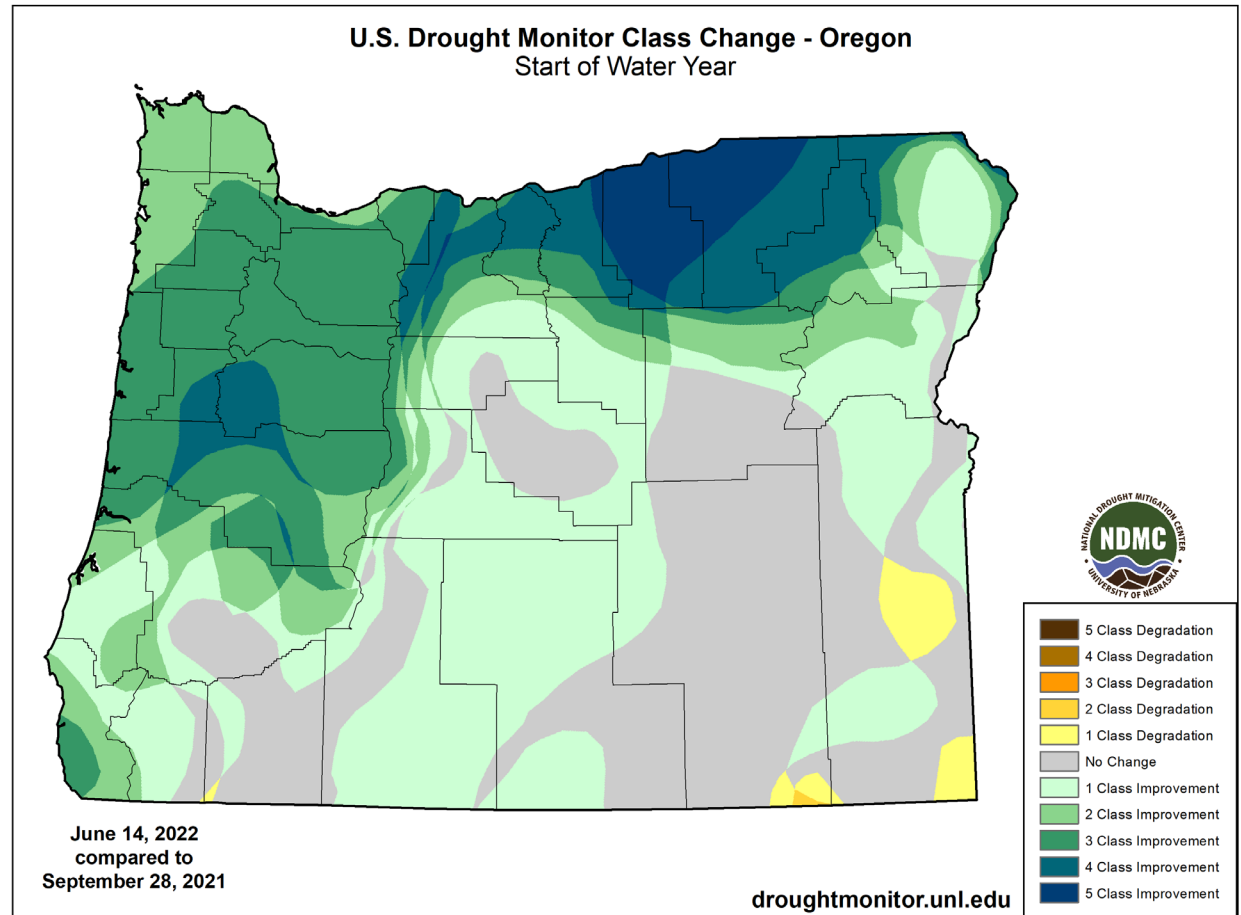 U.S. Drought Monitor Class Change - Oregon
Start of Water Year
NATIONAL DROUGHT MITIGATION CENTER
NDMC
UNIVERSITY OF NEBRASKA
5 Class Degradation
4 Class Degradation
3 Class Degradation
2 Class Degradation
1 Class Degradation
No Change
1 Class Improvement
2 Class Improvement
3 Class Improvement
4 Class Improvement
5 Class Improvement
June 14, 2022
compared to
September 28, 2021
droughtmonitor.unl.edu